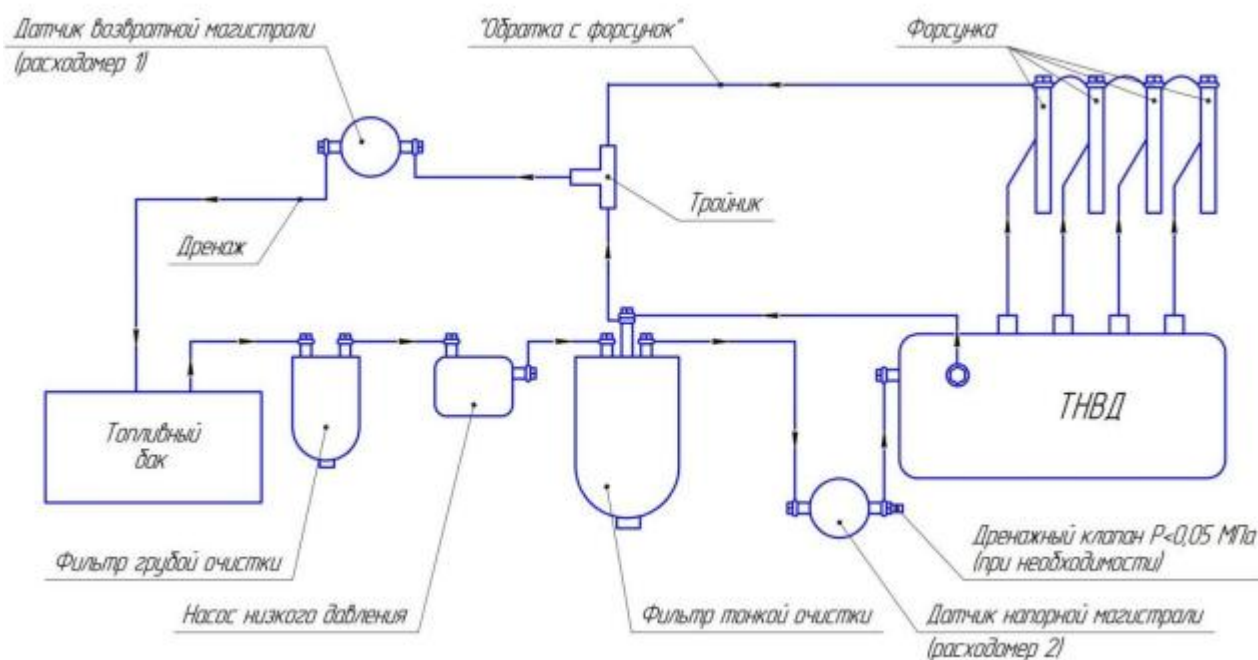 Датчик возвратной магистрали
(расходомер 1)
"Обратка с форсунок"
Форсунка
Тройник
Дренаж
Топливный
бак
ТНВД
Фильтр грубой очистки
Насос низкого давления
Фильтр тонкой очистки
Дренажный клапан Р<0,05 МПа
(при необходимости)
Датчик напорной магистрали
(расходомер 2)